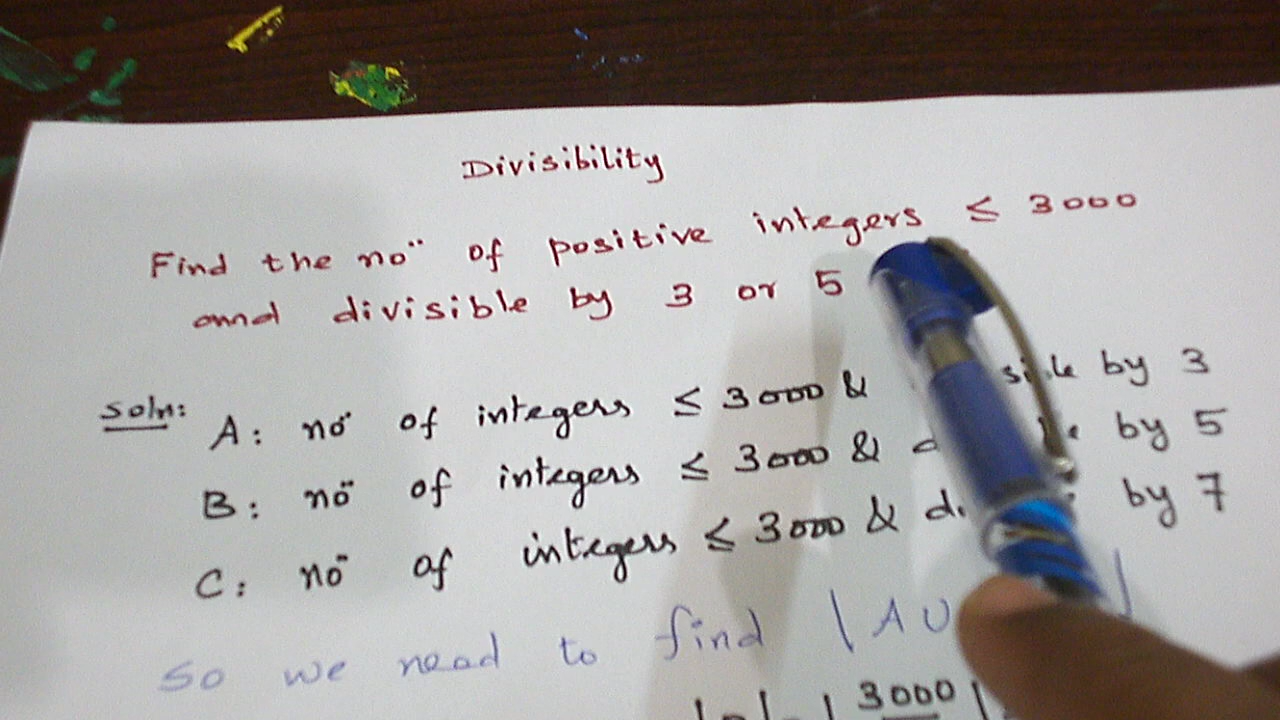 Divisibility
Find the no¨ of positive integers ≤ 3000
and divisible by 3 or 5
Soln:
A: no¨ of integers ≤ 3000 & by 3
B: no¨ of integers ≤ 3000 & by 5
C: no¨ of integers ≤ 3000 & by 7
So we need to find |A U |
3000